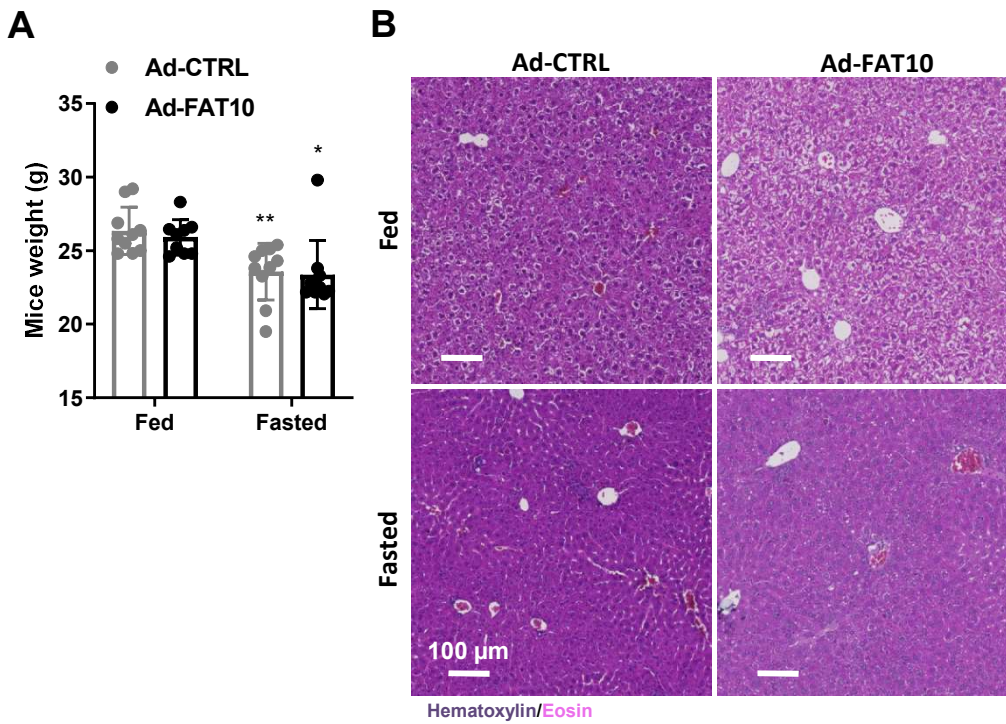 A
Ad-CTRL
Ad-FAT10
Mice weight (g)
35
30
25
20
15
**
*
Fed
Fasted
B
Ad-CTRL
Ad-FAT10
Fed
Fasted
100 µm
Hematoxylin/Eosin